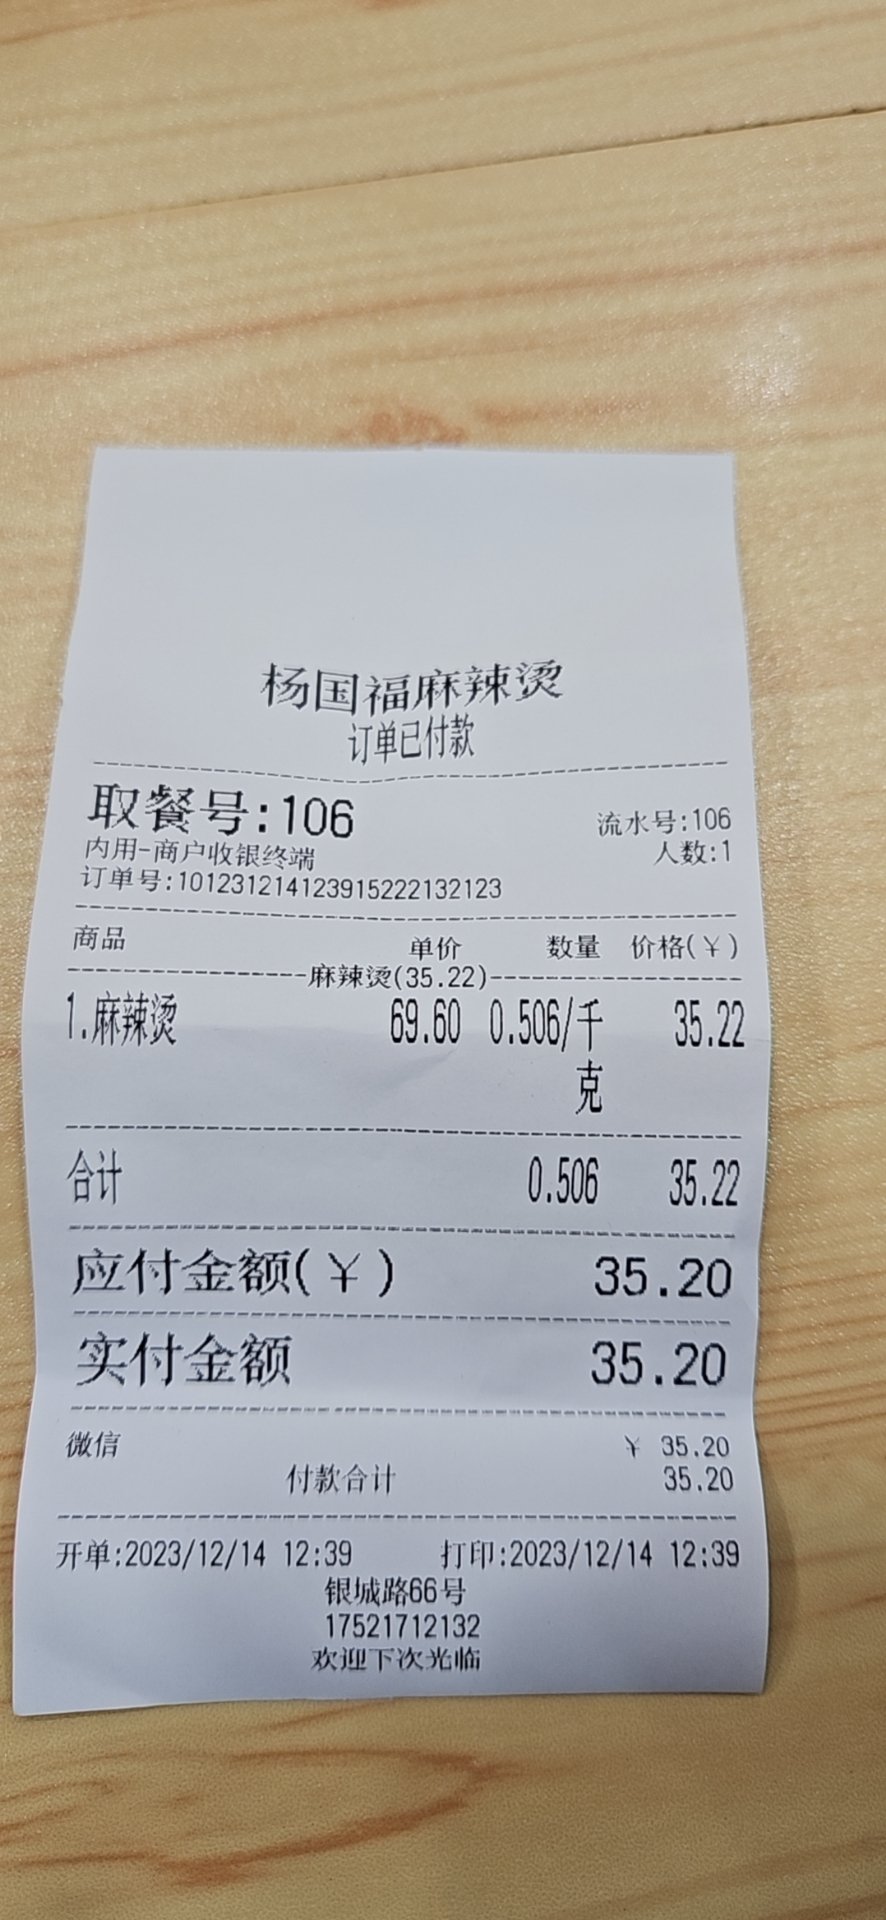 杨国福麻辣烫
订单已付款
取餐号:106 流水号:106
内用-商户收银终端 人数:1
订单号:101231214123915222132123
商品 单价 数量 价格(¥)
麻辣烫(35.22)
1.麻辣烫 69.60 0.506/千克 35.22
合计 0.506 35.22
应付金额(¥) 35.20
实付金额 35.20
微信 ¥ 35.20
付款合计 35.20
开单:2023/12/14 12:39 打印:2023/12/14 12:39
银城路66号
17521712132
欢迎下次光临